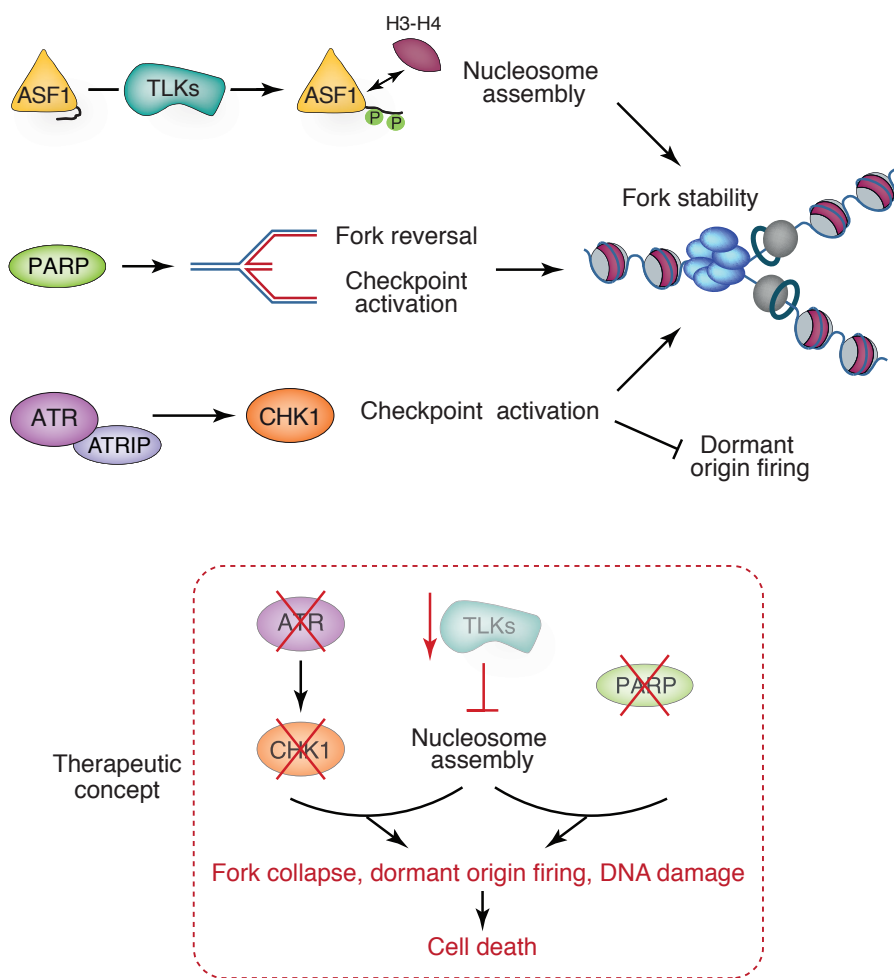 H3-H4
ASF1
TLKs
ASF1
P
P
Nucleosome
assembly
Fork stability
PARP
Fork reversal
Checkpoint
activation
ATR
ATRIP
CHK1
Checkpoint activation
Dormant
origin firing
Therapeutic
concept
ATR
TLKs
PARP
CHK1
Nucleosome
assembly
Fork collapse, dormant origin firing, DNA damage
Cell death